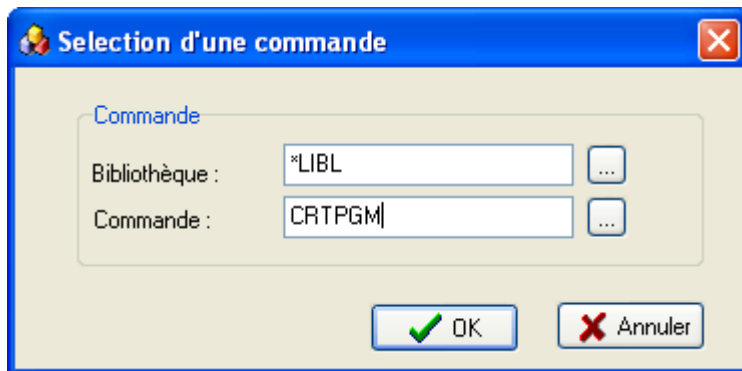 Selection d'une commande
Commande
Bibliothèque : *LIBL ...
Commande : CRTPGM ...
OK Annuler